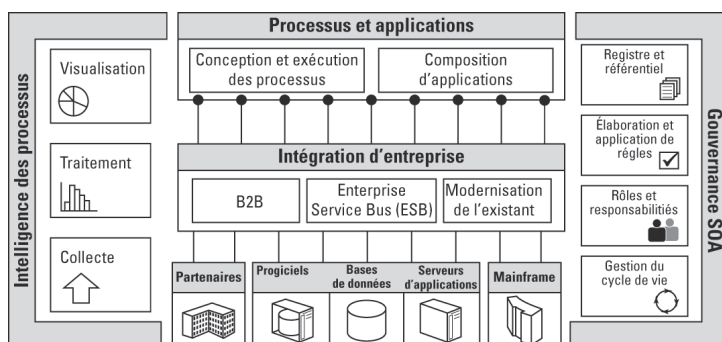 Intelligence des processus
Visualisation
Traitement
Collecte
Processus et applications
Conception et exécution
des processus
Composition
d'applications
Intégration d'entreprise
B2B
Enterprise
Service Bus (ESB)
Modernisation
de l'existant
Partenaires
Progiciels
Bases
de données
Serveurs
d'applications
Mainframe
Registre et
référentiel
Élaboration et
application de
régles
Rôles et
responsabilitiés
Gestion du
cycle de vie
Gouvernance SOA